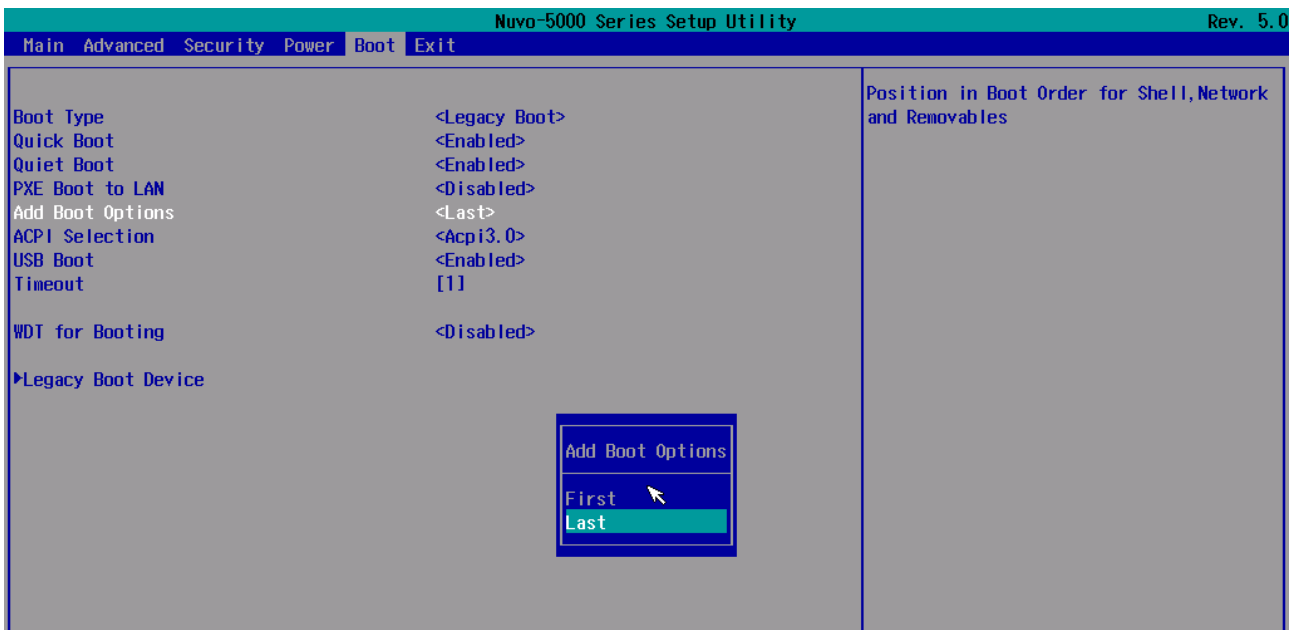 Nuvo-5000 Series Setup Utility Rev. 5.0
Main Advanced Security Power Boot Exit
Position in Boot Order for Shell,Network
and Removables
Boot Type <Legacy Boot>
Quick Boot <Enabled>
Quiet Boot <Enabled>
PXE Boot to LAN <Disabled>
Add Boot Options <Last>
ACPI Selection <Acpi3.0>
USB Boot <Enabled>
Timeout [1]
WDT for Booting <Disabled>
▶Legacy Boot Device
Add Boot Options
First
Last